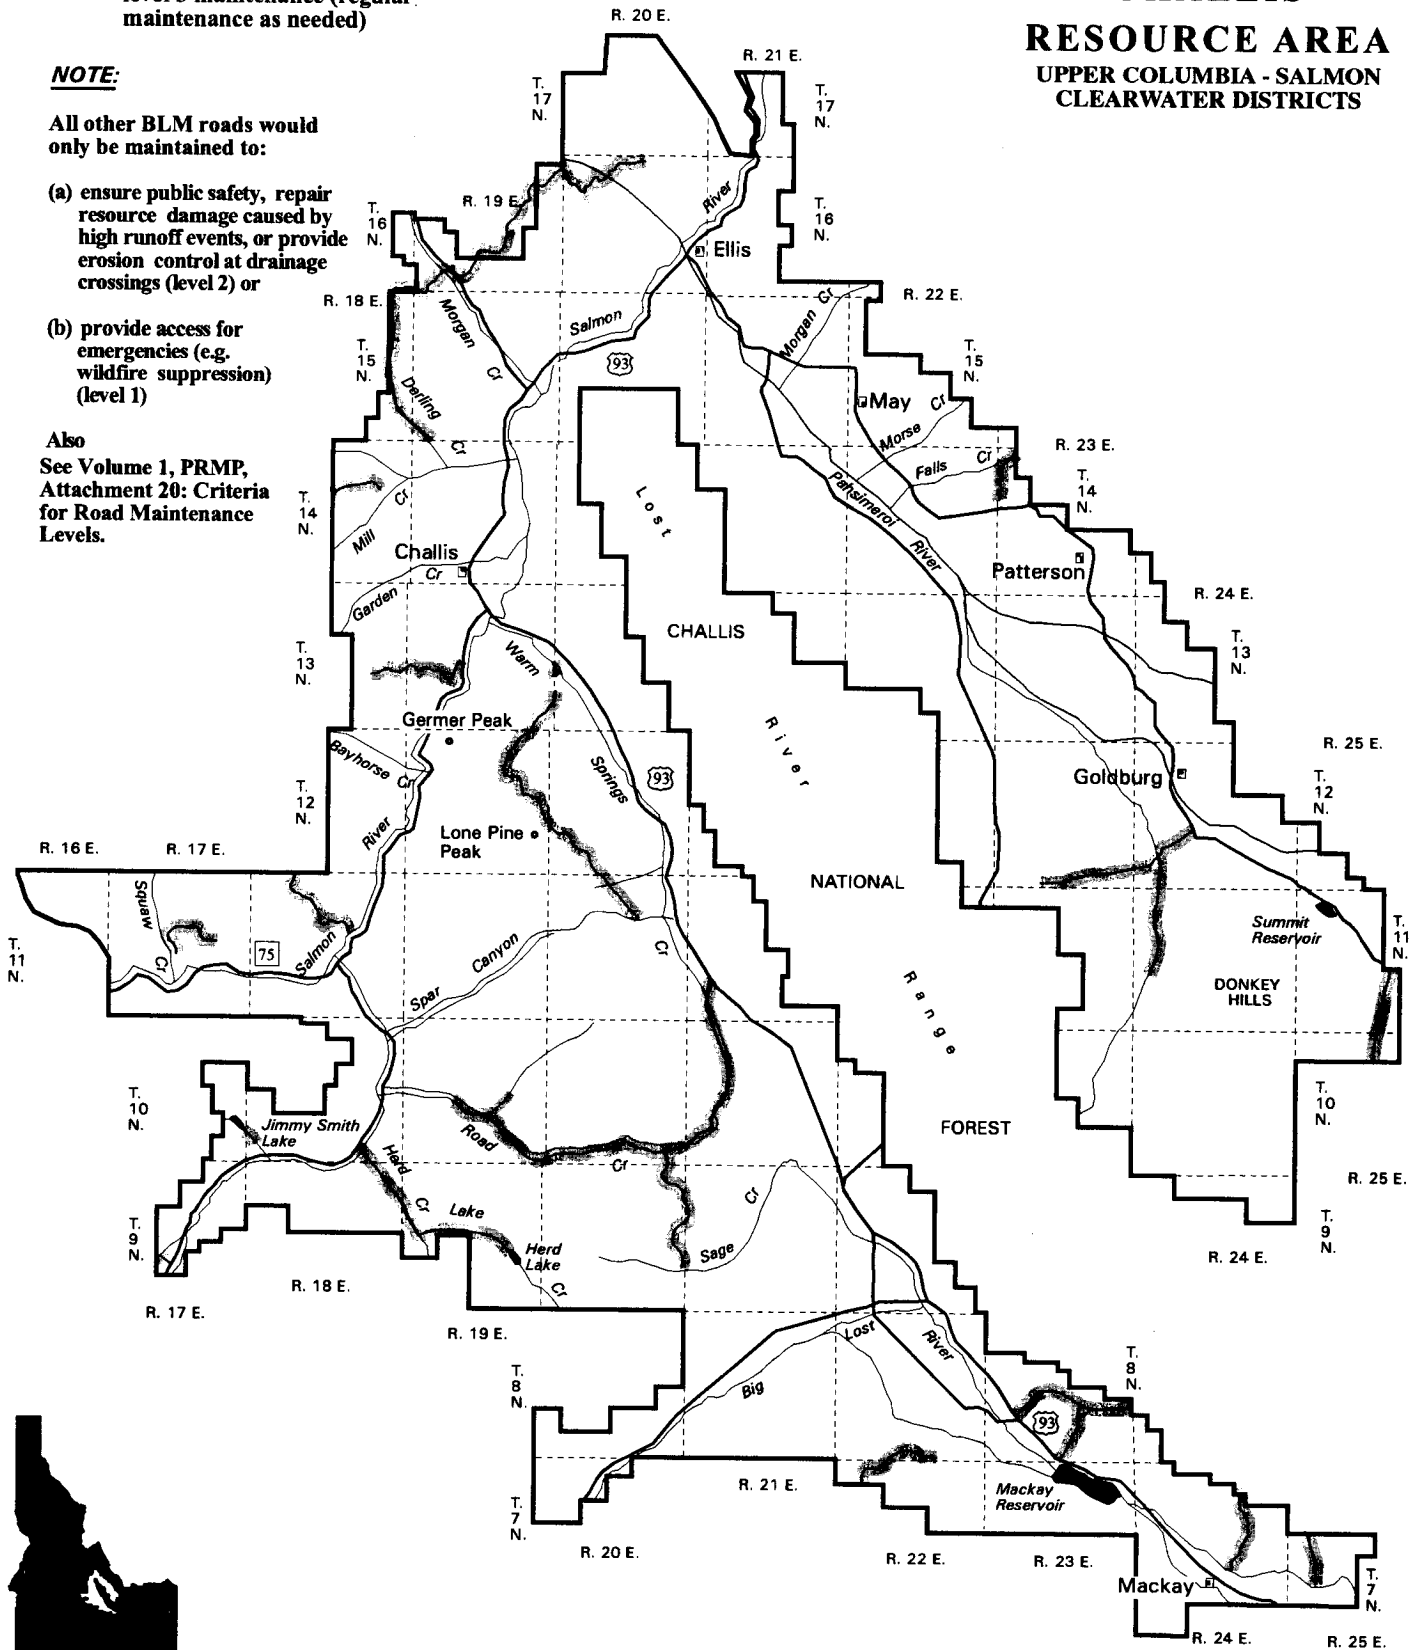 maintenance as needed)
RESOURCE AREA
UPPER COLUMBIA - SALMON
CLEARWATER DISTRICTS
NOTE:
All other BLM roads would
only be maintained to:
(a) ensure public safety, repair
resource damage caused by
high runoff events, or provide
erosion control at drainage
crossings (level 2) or
(b) provide access for
emergencies (e.g.
wildfire suppression)
(level 1)
Also
See Volume 1, PRMP,
Attachment 20: Criteria
for Road Maintenance
Levels.
R. 20 E.
R. 21 E.
T.
17
N.
T.
17
N.
R. 19 E.
T.
16
N.
T.
16
N.
River
Ellis
R. 18 E.
R. 22 E.
Morgan
Cr
Salmon
93
Morgan
Cr
T.
15
N.
T.
15
N.
Darling
Cr
May
Morse
Cr
R. 23 E.
Falls
Cr
T.
14
N.
T.
14
N.
Mill
Cr
Lost
River
Range
Pahsimeroi
River
Challis
Cr
Garden
Patterson
R. 24 E.
CHALLIS
NATIONAL
FOREST
T.
13
N.
T.
13
N.
Warm
Springs
Cr
Germer Peak
Bayhorse
Cr
R. 25 E.
93
Goldburg
T.
12
N.
T.
12
N.
River
Lone Pine
Peak
R. 16 E.
R. 17 E.
Squaw
Cr
75
Salmon
T.
11
N.
T.
11
N.
Summit
Reservoir
Spar
Canyon
DONKEY
HILLS
T.
10
N.
T.
10
N.
Jimmy Smith
Lake
Road
Cr
Herd
Cr
Lake
Cr
Herd
Lake
Sage
Cr
R. 25 E.
T.
9
N.
T.
9
N.
R. 24 E.
R. 18 E.
R. 17 E.
R. 19 E.
Big
Lost
River
T.
8
N.
T.
8
N.
93
R. 21 E.
Mackay
Reservoir
T.
7
N.
R. 20 E.
R. 22 E.
R. 23 E.
Mackay
T.
7
N.
R. 24 E.
R. 25 E.